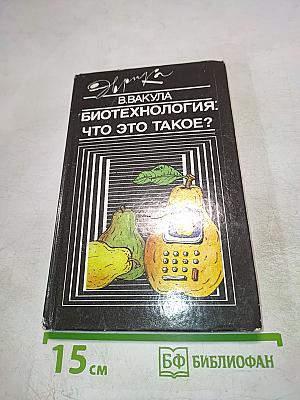 Эврика
В.ВАКУЛА
БИОТЕХНОЛОГИЯ:
ЧТО ЭТО ТАКОЕ?
15 см
БФ БИБЛИОФАН